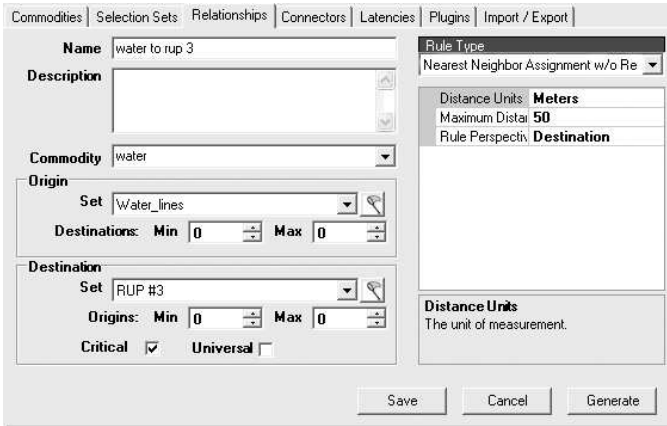 Commodities Selection Sets Relationships Connectors Latencies Plugins Import / Export
Name water to rup 3
Description
Commodity water
Origin
Set Water_lines
Destinations: Min 0 Max 0
Destination
Set RUP #3
Origins: Min 0 Max 0
Critical Universal
Rule Type
Nearest Neighbor Assignment w/o Re
Distance Units Meters
Maximum Distar 50
Rule Perspectiv Destination
Distance Units
The unit of measurement.
Save Cancel Generate